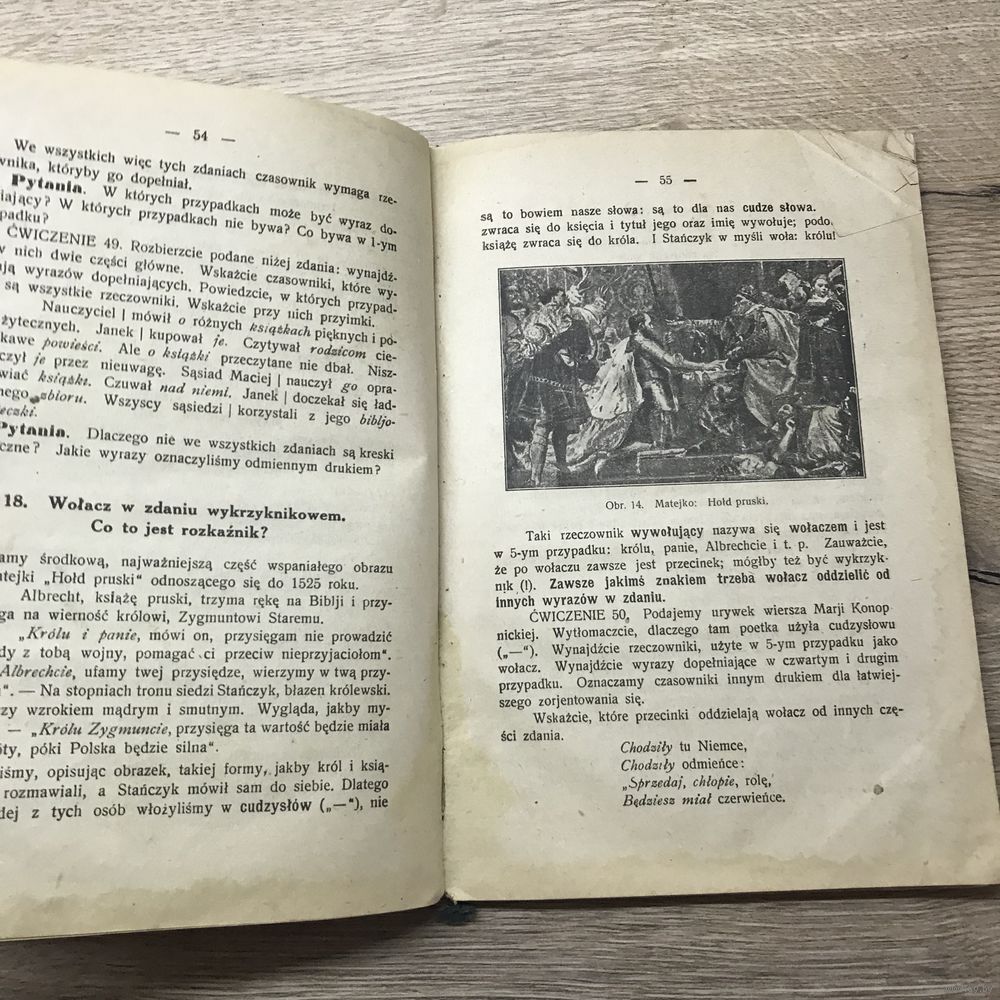 — 54 —
We wszystkich więc tych zdaniach czasownik wymaga rze-
wnika, któryby go dopełniał.
Pytania. W których przypadkach może być wyraz do-
iający? W których przypadkach nie bywa? Co bywa w 1-ym
padku?
ĆWICZENIE 49. Rozbierzcie podane niżej zdania: wynajdź-
w nich dwie części główne. Wskażcie czasowniki, które wy-
ają wyrazów dopełniających. Powiedzcie, w których przypad-
są wszystkie rzeczowniki. Wskażcie przy nich przyimki.
Nauczyciel | mówił o różnych książkach pięknych i po-
żytecznych. Janek | kupował je. Czytywał rodzicom cie-
kawe powieści. Ale o książki przeczytane nie dbał. Nisz-
czył je przez nieuwagę. Sąsiad Maciej | nauczył go opra-
wiać książki. Czuwał nad niemi. Janek | doczekał się ład-
nego zbioru. Wszyscy sąsiedzi | korzystali z jego bibljo-
eczki.
Pytania. Dlaczego nie we wszystkich zdaniach są kreski
czne? Jakie wyrazy oznaczyliśmy odmiennym drukiem?
18. Wołacz w zdaniu wykrzyknikowem.
Co to jest rozkaźnik?
amy środkową, najważniejszą część wspaniałego obrazu
atejki „Hołd pruski" odnoszącego się do 1525 roku.
Albrecht, książę pruski, trzyma rękę na Biblji i przy-
ga na wierność królowi, Zygmuntowi Staremu.
„Królu i panie, mówi on, przysięgam nie prowadzić
dy z tobą wojny, pomagać ci przeciw nieprzyjaciołom".
Albrechcie, ufamy twej przysiędze, wierzymy w twą przy-
". — Na stopniach tronu siedzi Stańczyk, błazen królewski.
zy wzrokiem mądrym i smutnym. Wygląda, jakby my-
— „Królu Zygmuncie, przysięga ta wartość będzie miała
óty, póki Polska będzie silna".
iśmy, opisując obrazek, takiej formy, jakby król i ksią-
rozmawiali, a Stańczyk mówił sam do siebie. Dlatego
dej z tych osób włożyliśmy w cudzysłów („—"), nie
— 55 —
są to bowiem nasze słowa: są to dla nas cudze słowa.
zwraca się do księcia i tytuł jego oraz imię wywołuje; podo
książę zwraca się do króla. I Stańczyk w myśli woła: królu!
Obr. 14. Matejko: Hołd pruski.
Taki rzeczownik wywołujący nazywa się wołaczem i jest
w 5-ym przypadku: królu, panie, Albrechcie i t. p. Zauważcie,
że po wołaczu zawsze jest przecinek; mógłby też być wykrzyk-
nik (!). Zawsze jakimś znakiem trzeba wołacz oddzielić od
innych wyrazów w zdaniu.
ĆWICZENIE 50. Podajemy urywek wiersza Marji Konop
nickiej. Wytłomaczcie, dlaczego tam poetka użyła cudzysłowu
(„—"). Wynajdźcie rzeczowniki, użyte w 5-ym przypadku jako
wołacz. Wynajdźcie wyrazy dopełniające w czwartym i drugim
przypadku. Oznaczamy czasowniki innym drukiem dla łatwiej-
szego zorjentowania się.
Wskażcie, które przecinki oddzielają wołacz od innych czę-
ści zdania.
Chodziły tu Niemce,
Chodziły odmieńce:
„Sprzedaj, chłopie, rolę,
Będziesz miał czerwieńce.